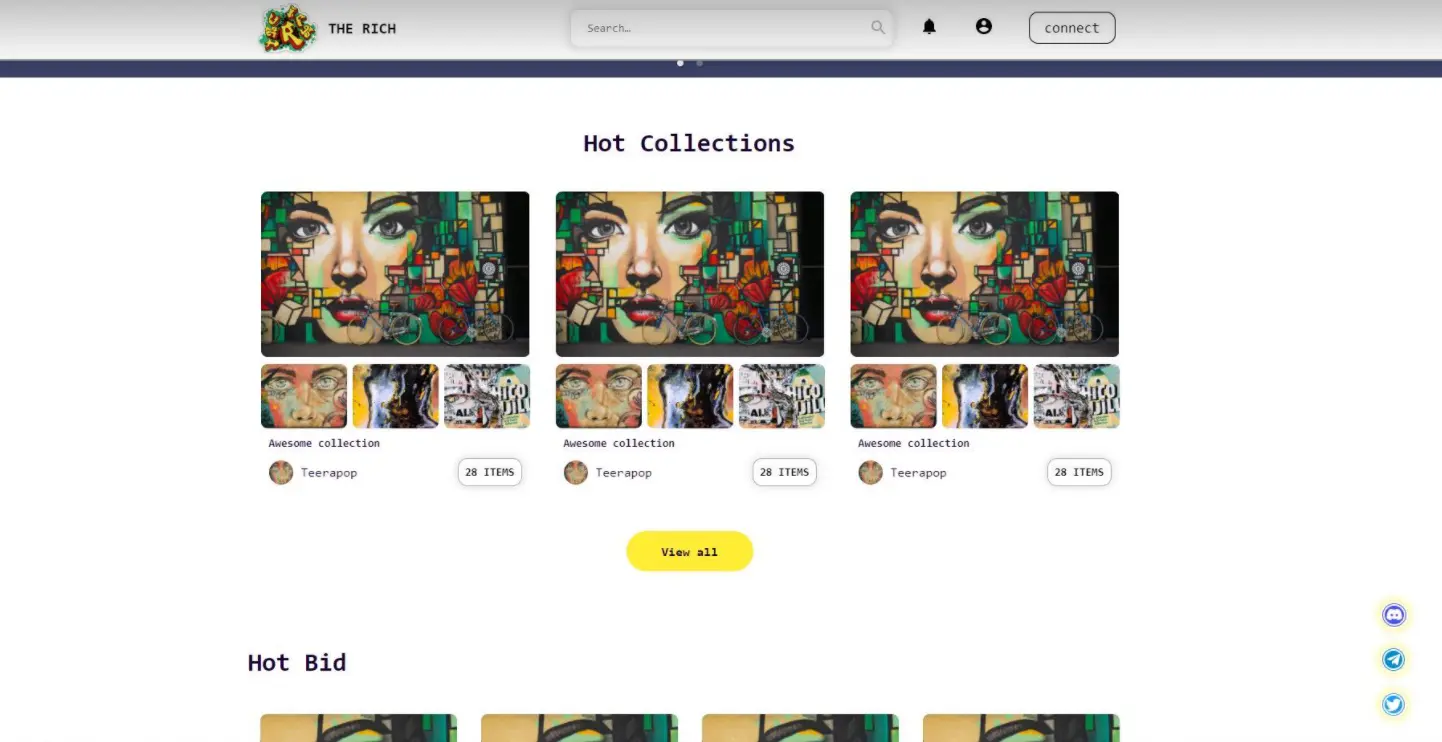 THE RICH
Search…
connect
Hot Collections
Awesome collection
Teerapop
28 ITEMS
Awesome collection
Teerapop
28 ITEMS
Awesome collection
Teerapop
28 ITEMS
View all
Hot Bid